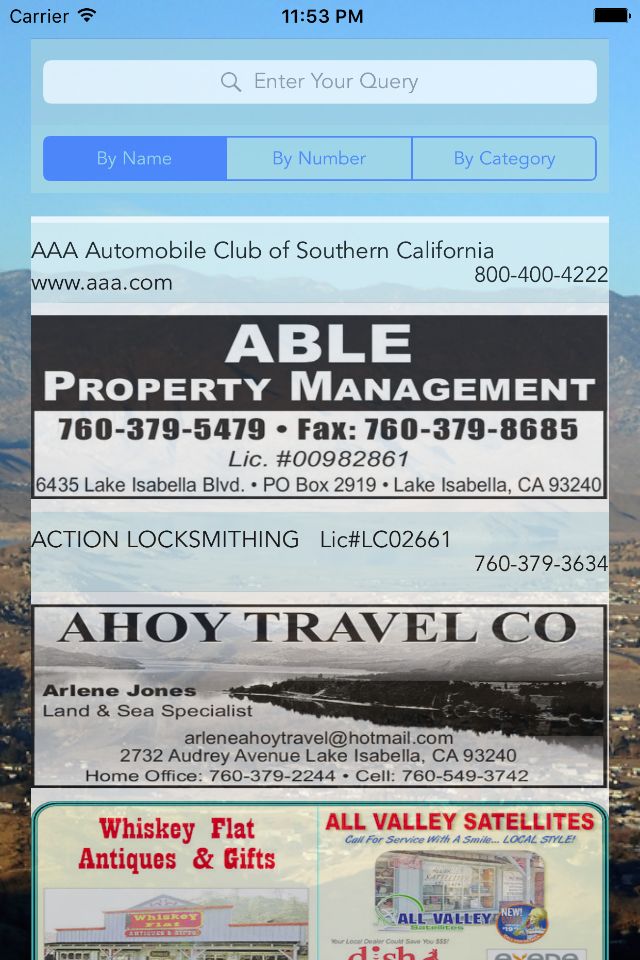 Carrier 11:53 PM
Enter Your Query
By Name By Number By Category
AAA Automobile Club of Southern California
800-400-4222
www.aaa.com
ABLE
PROPERTY MANAGEMENT
760-379-5479 • Fax: 760-379-8685
Lic. #00982861
6435 Lake Isabella Blvd. • PO Box 2919 • Lake Isabella, CA 93240
ACTION LOCKSMITHING Lic#LC02661
760-379-3634
AHOY TRAVEL CO
Arlene Jones
Land & Sea Specialist
arleneahoytravel@hotmail.com
2732 Audrey Avenue Lake Isabella, CA 93240
Home Office: 760-379-2244 • Cell: 760-549-3742
Whiskey Flat
Antiques & Gifts
Whiskey Flat
ANTIQUES & GIFTS
ALL VALLEY SATELLITES
Call For Service With A Smile... LOCAL STYLE!
ALL VALLEY
Satellites
NEW!
Your Local Dealer Could Save You $$$!
dish